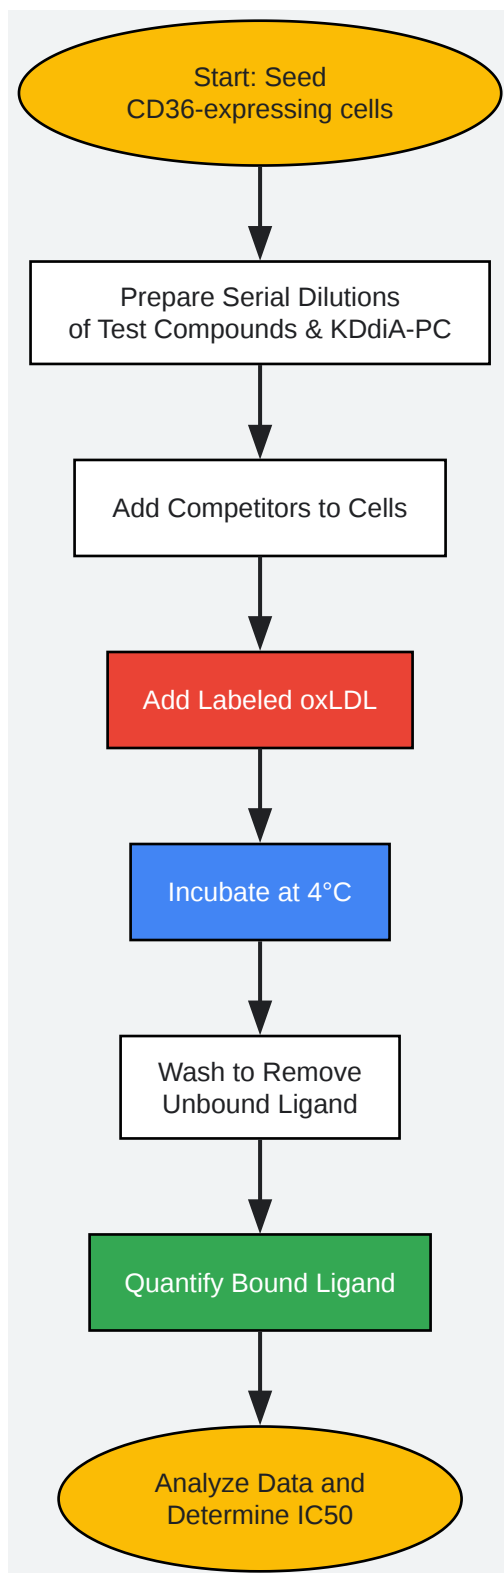 Start: Seed
CD36-expressing cells
Prepare Serial Dilutions
of Test Compounds & KDdiA-PC
Add Competitors to Cells
Add Labeled oxLDL
Incubate at 4°C
Wash to Remove
Unbound Ligand
Quantify Bound Ligand
Analyze Data and
Determine IC50